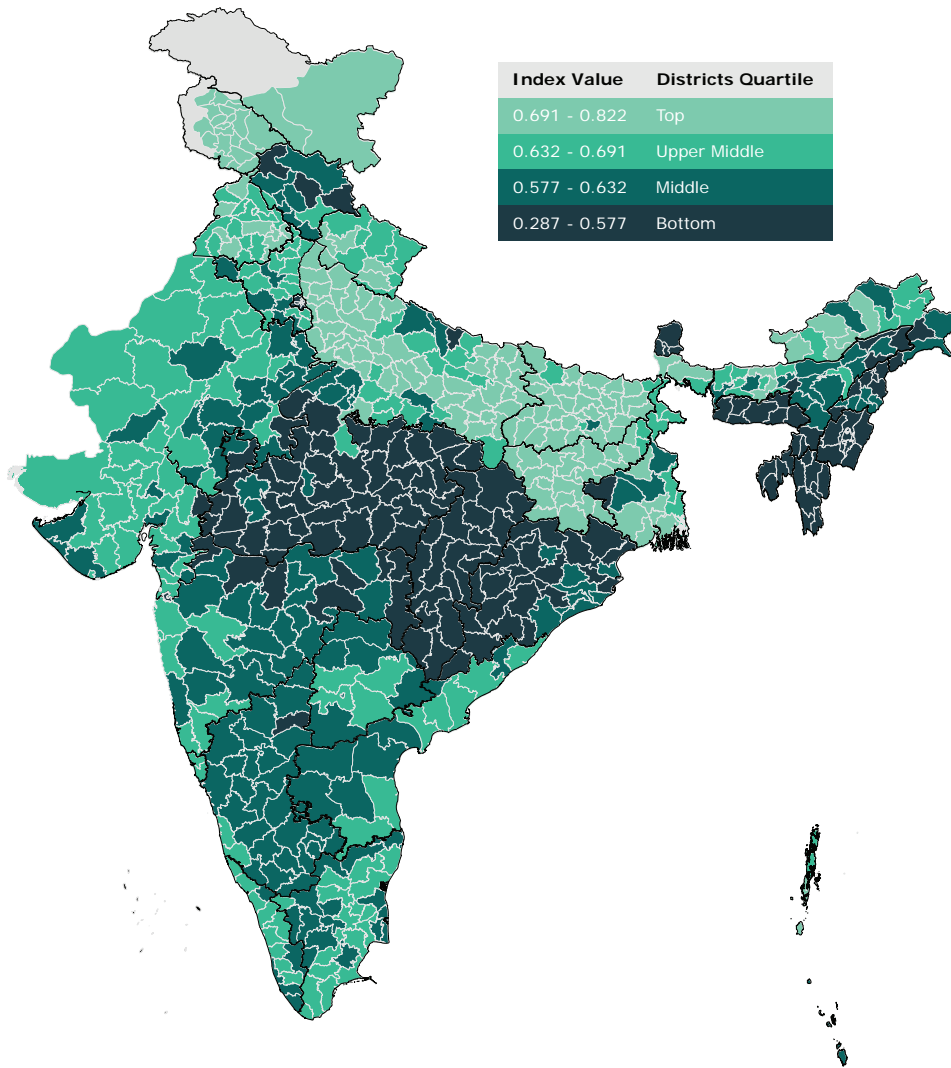 Index Value Districts Quartile
0.691 - 0.822 Top
0.632 - 0.691 Upper Middle
0.577 - 0.632 Middle
0.287 - 0.577 Bottom